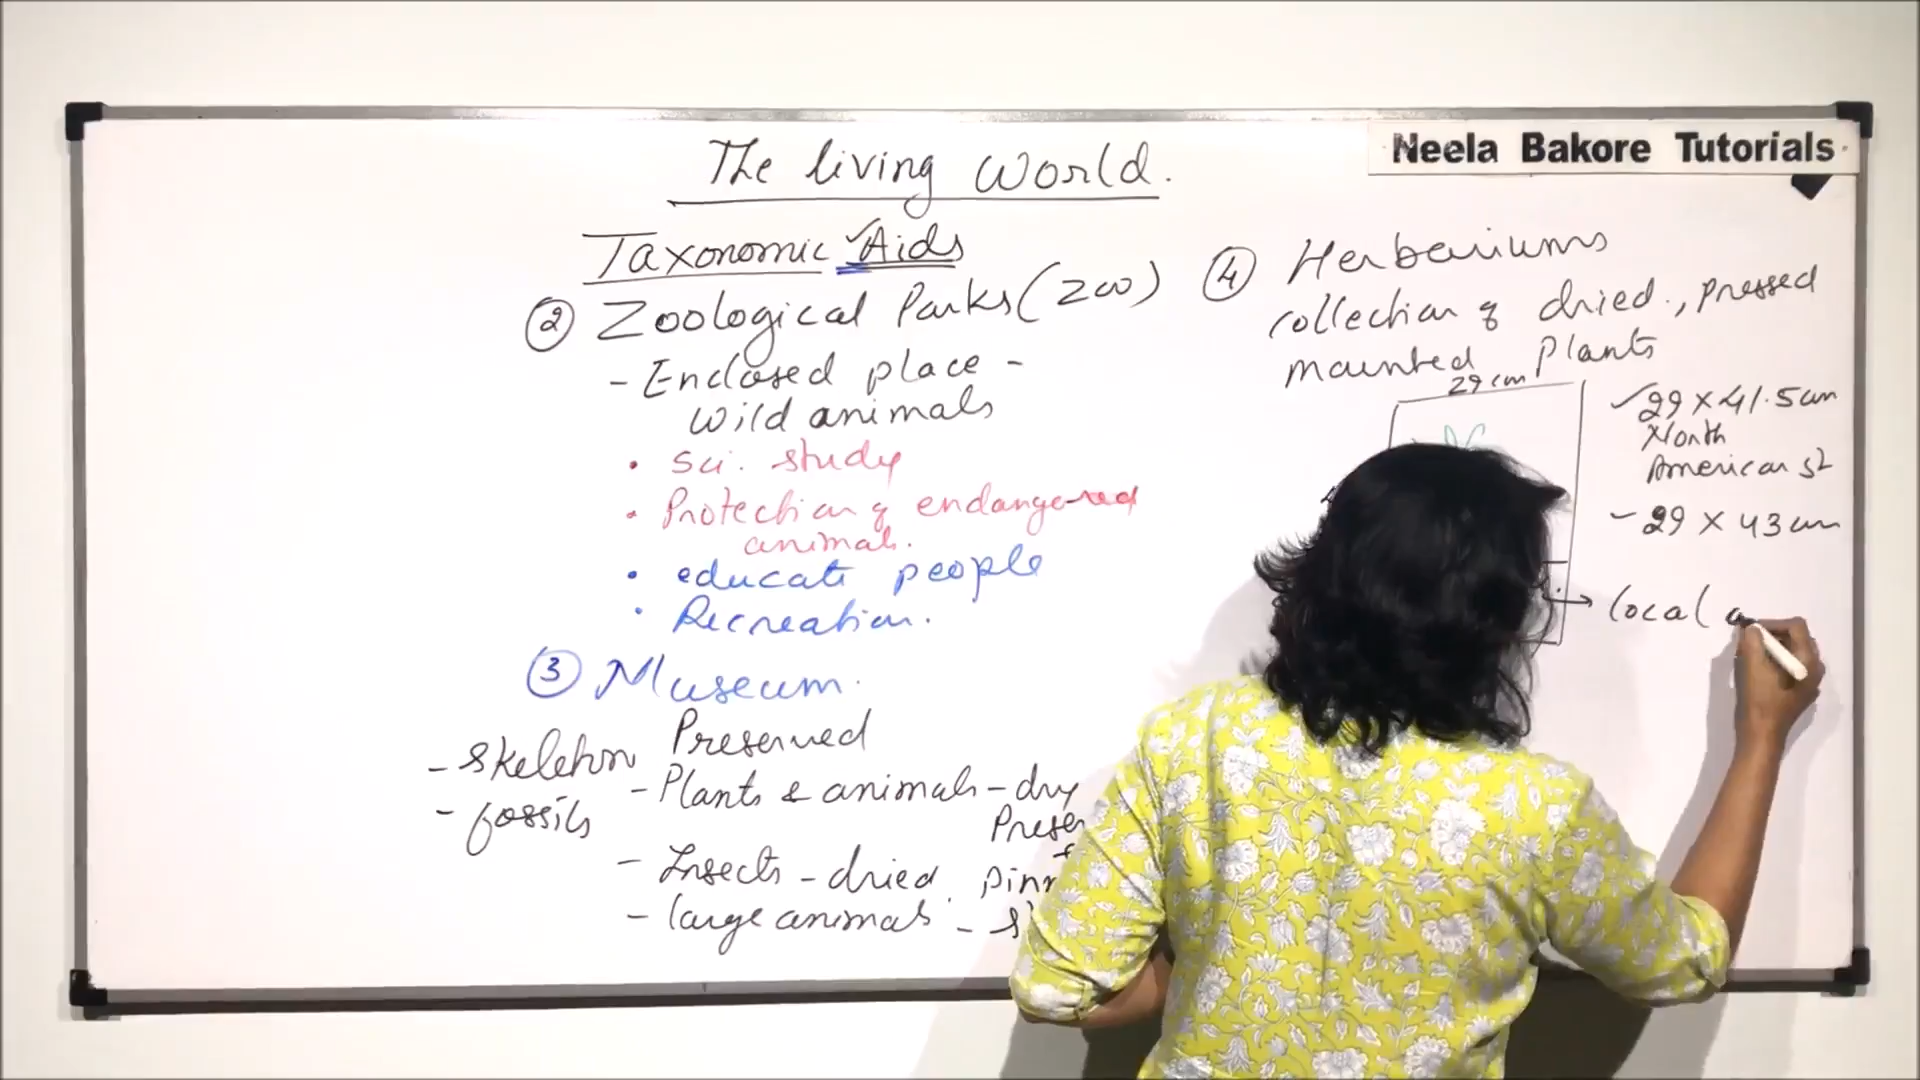 Neela Bakore Tutorials
The living World.
Taxonomic Aids
② Zoological Parks (Zoo)
- Enclosed place -
wild animals
• Sci. study
• Protection of endangered
animals.
• educate people
• Recreation.
③ Museum.
Preserved
- skeleton
- fossils
- Plants & animals - dry
Preser
- Insects - dried pinn
- large animals - s
④ Herbariums
collection of dried, pressed
mounted Plants
29 cm
29 x 41.5 cm
North
American st
- 29 x 43 cm
local